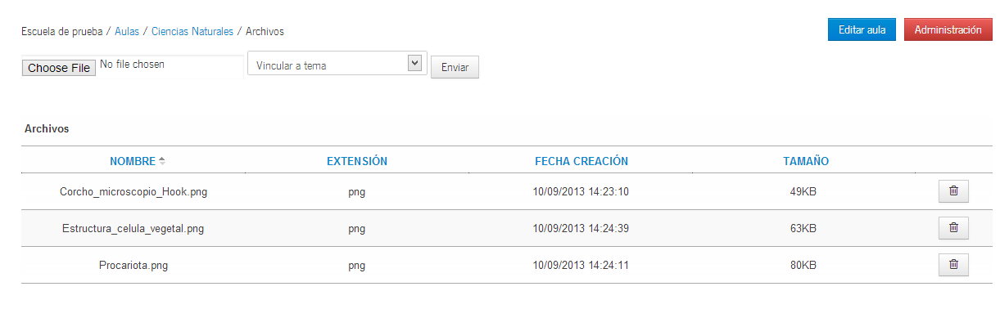 Escuela de prueba / Aulas / Ciencias Naturales / Archivos
Editar aula
Administración
Choose File No file chosen
Vincular a tema
Enviar
Archivos
NOMBRE EXTENSIÓN FECHA CREACIÓN TAMAÑO
Corcho_microscopio_Hook.png png 10/09/2013 14:23:10 49KB
Estructura_celula_vegetal.png png 10/09/2013 14:24:39 63KB
Procariota.png png 10/09/2013 14:24:11 80KB